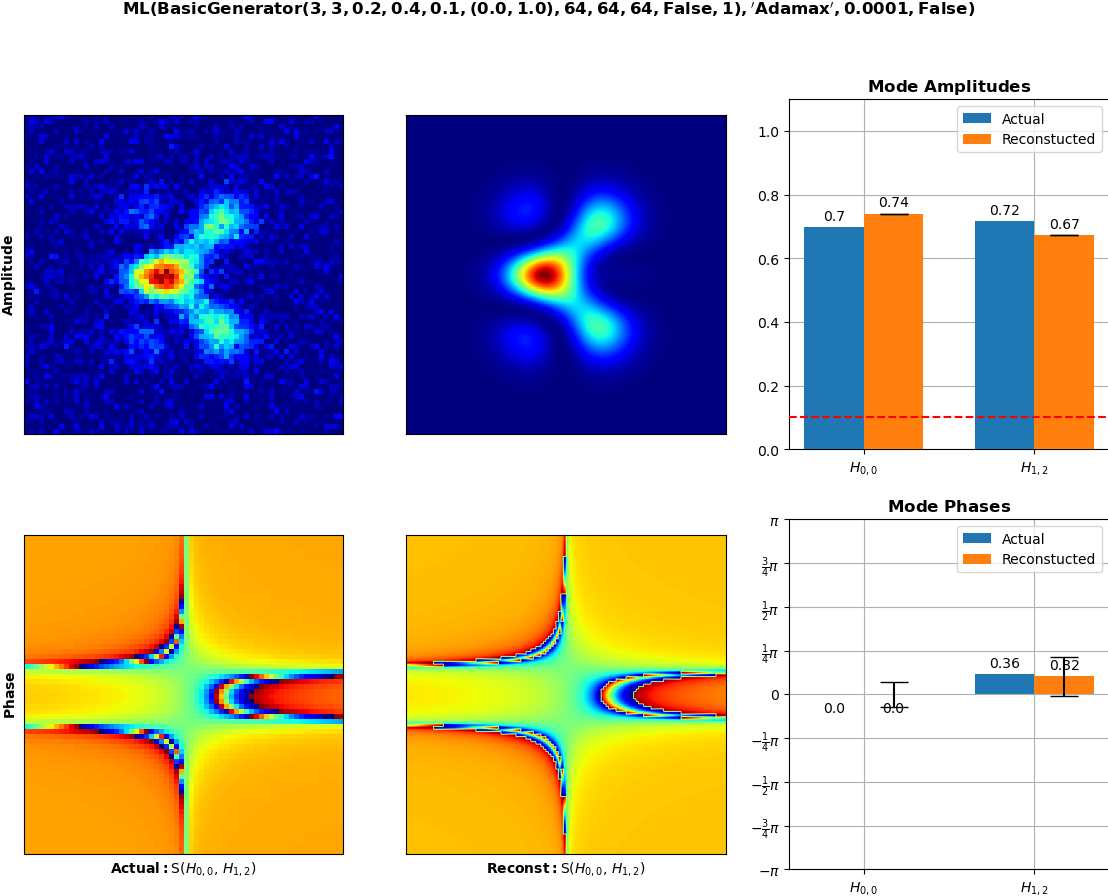 ML(BasicGenerator(3, 3, 0.2, 0.4, 0.1, (0.0, 1.0), 64, 64, 64, False, 1), ′Adamax′, 0.0001, False)
Amplitude
Mode Amplitudes
Actual
Reconstucted
1.0
0.8
0.6
0.4
0.2
0.0
0.7
0.74
0.72
0.67
H0,0
H1,2
Phase
Actual: S(H0,0, H1,2)
Reconst: S(H0,0, H1,2)
Mode Phases
Actual
Reconstucted
π
3/4π
1/2π
1/4π
0
−1/4π
−1/2π
−3/4π
−π
0.0
0.0
0.36
0.32
H0,0
H1,2